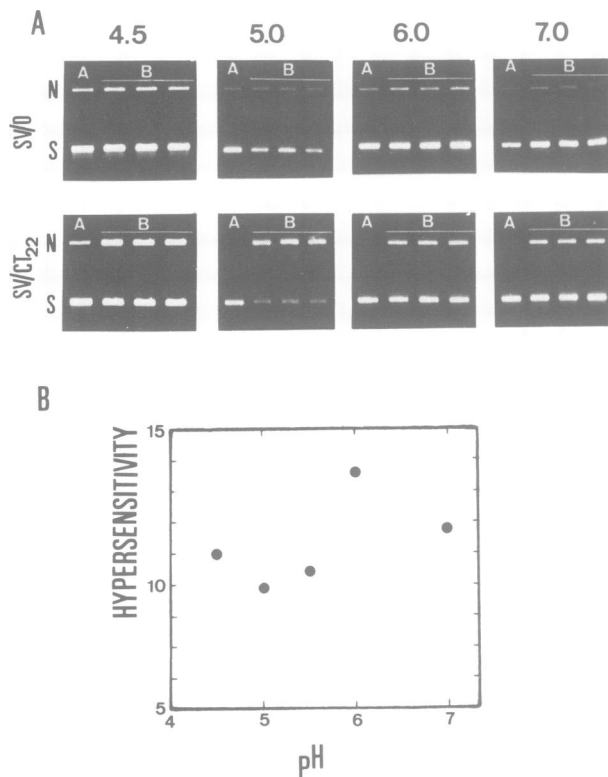 A
4.5 5.0 6.0 7.0
A B A B A B A B
SV/0
N
S
A B A B A B A B
SV/CT22
N
S
B
HYPERSENSITIVITY
15
10
5
4 5 6 7
pH